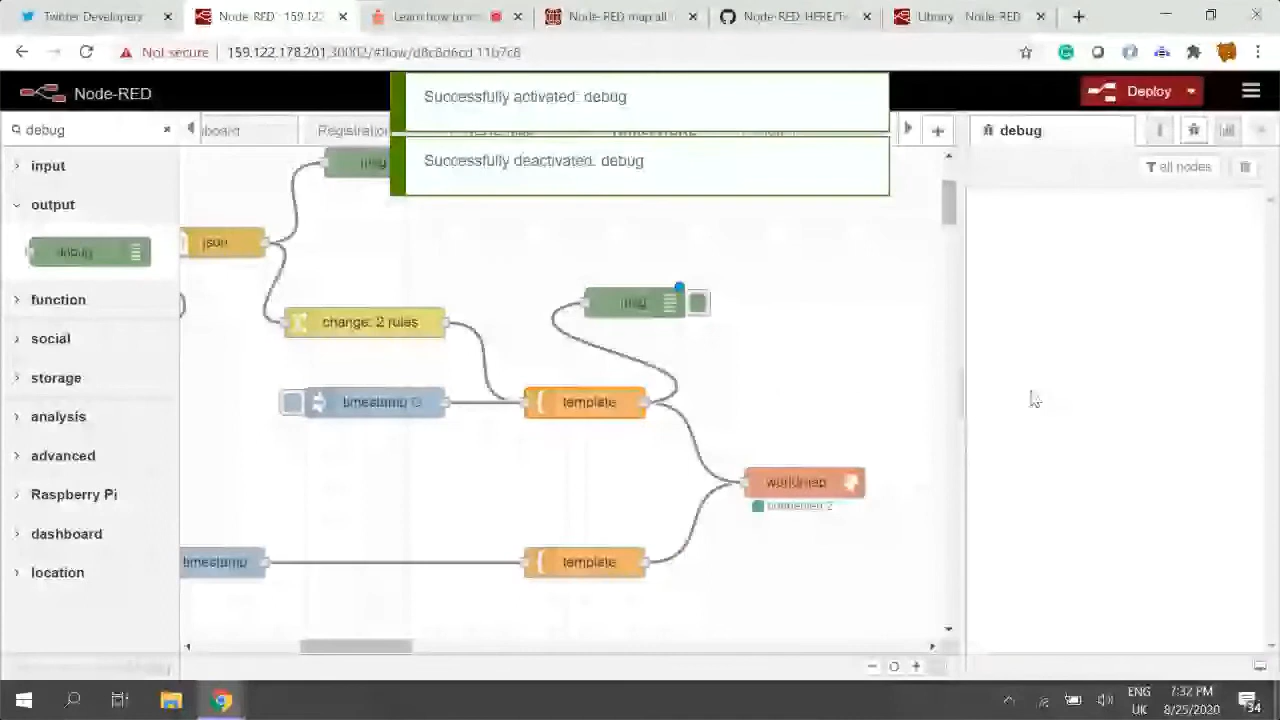 Twitter Developers
Node-RED : 159.122.
Learn how to
Node-RED map all
Node-RED-HERE/
Library - Node-RED
Not secure
159.122.178.201:30002/#flow/d8c8d6cd.11b7c8
Node-RED
Successfully activated: debug
Deploy
debug
Registration
debug
Successfully deactivated: debug
input
all nodes
msg
output
debug
json
function
msg
change: 2 rules
social
storage
timestamp
template
analysis
advanced
Raspberry Pi
worldmap
connected 2
dashboard
timestamp
template
location
ENG
7:32 PM
UK
8/25/2020
34